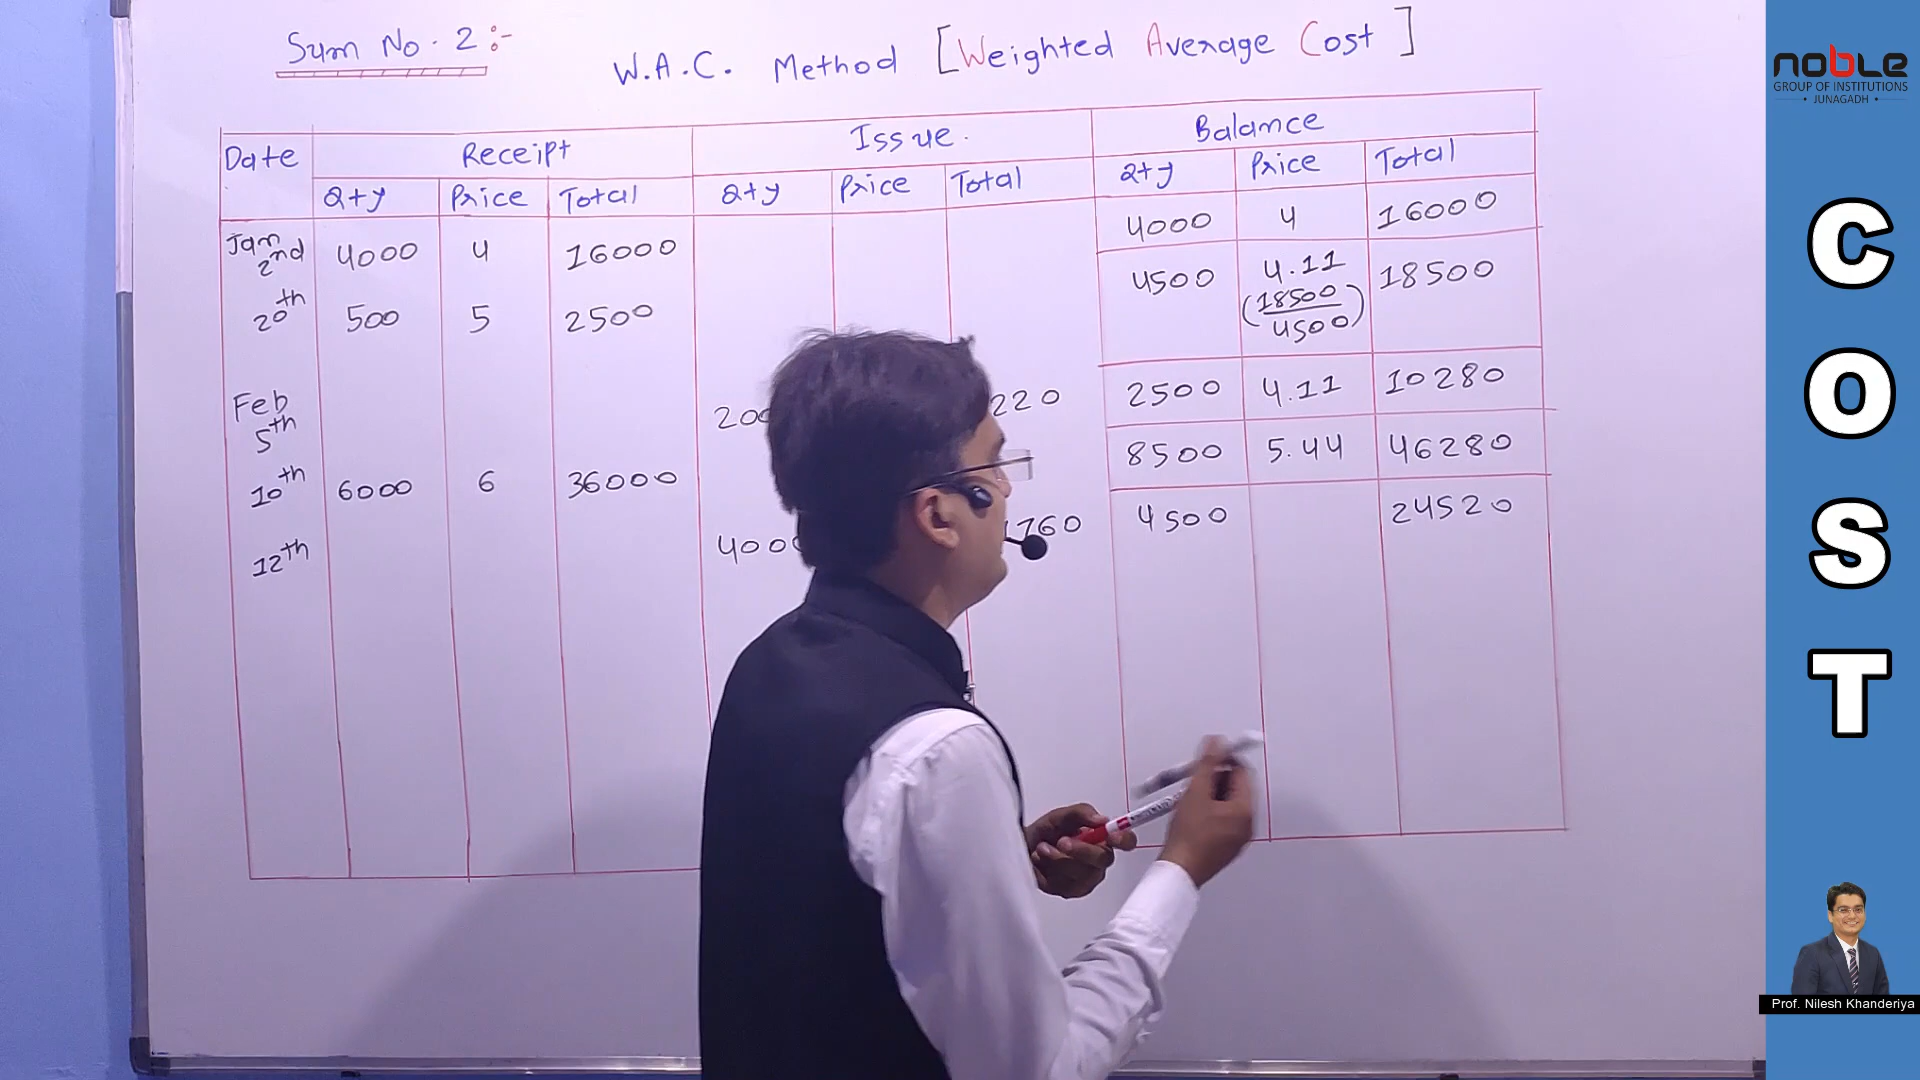 Sum No. 2 :-
W.A.C. Method [Weighted Average Cost]
Date Receipt Issue. Balance
Qty Price Total Qty Price Total Qty Price Total
Jan 2nd 4000 4 16000 4000 4 16000
20th 500 5 2500 4500 4.11 18500
(18500/4500)
Feb
5th 220 2500 4.11 10280
10th 6000 6 36000 8500 5.44 46280
12th 760 4500 24520
noble
GROUP OF INSTITUTIONS
• JUNAGADH •
COST
Prof. Nilesh Khanderiya